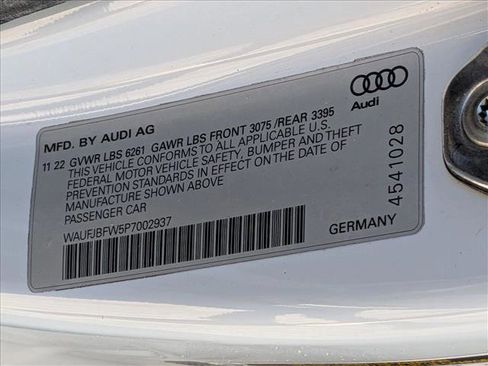 Audi
MFD. BY AUDI AG
11 22 GVWR LBS 6261 GAWR LBS FRONT 3075 /REAR 3395
THIS VEHICLE CONFORMS TO ALL APPLICABLE U.S.
FEDERAL MOTOR VEHICLE SAFETY, BUMPER AND THEFT
PREVENTION STANDARDS IN EFFECT ON THE DATE OF
MANUFACTURE SHOWN ABOVE
PASSENGER CAR
WAUFJBFW5P7002937
GERMANY
4541028